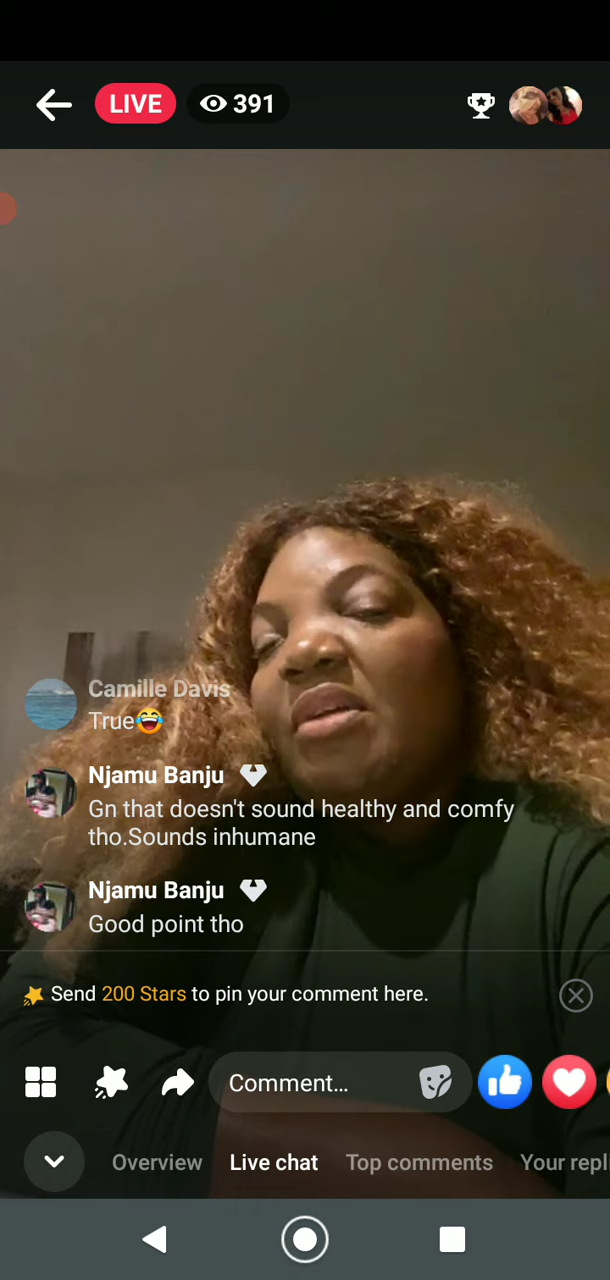 LIVE 391
Camille Davis
True😂
Njamu Banju
Gn that doesn't sound healthy and comfy
tho.Sounds inhumane
Njamu Banju
Good point tho
Send 200 Stars to pin your comment here.
Comment...
Overview Live chat Top comments Your repl